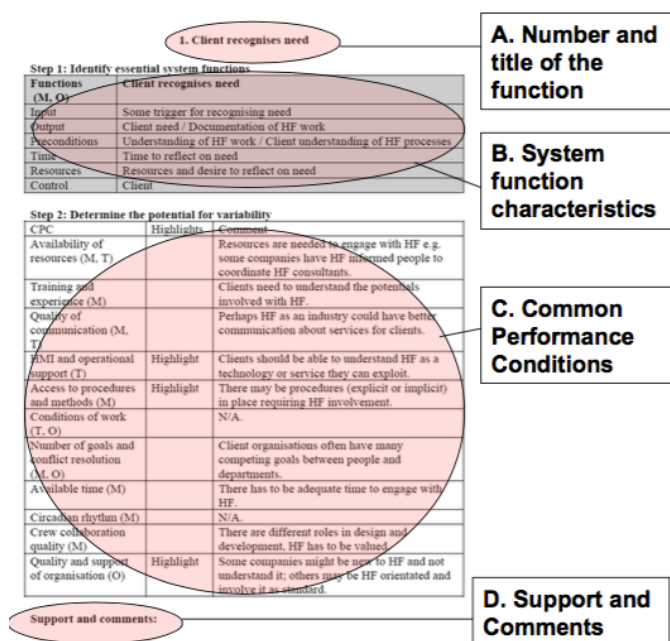 1. Client recognises need
A. Number and
title of the
function
Step 1: Identify essential system functions
Functions Client recognises need
(M, O)
Input Some trigger for recognising need
Output Client need / Documentation of HF work
Preconditions Understanding of HF work / Client understanding of HF processes
Time Time to reflect on need
Resources Resources and desire to reflect on need
Control Client
B. System
function
characteristics
Step 2: Determine the potential for variability
CPC Highlights Comment
Availability of Resources are needed to engage with HF e.g.
resources (M, T) some companies have HF informed people to
coordinate HF consultants.
Training and Clients need to understand the potentials
experience (M) involved with HF.
Quality of Perhaps HF as an industry could have better
communication (M, communication about services for clients.
T)
HMI and operational Highlight Clients should be able to understand HF as a
support (T) technology or service they can exploit.
Access to procedures Highlight There may be procedures (explicit or implicit)
and methods (M) in place requiring HF involvement.
Conditions of work N/A.
(T, O)
Number of goals and Client organisations often have many
conflict resolution competing goals between people and
(M, O) departments.
Available time (M) There has to be adequate time to engage with
HF.
Circadian rhythm (M) N/A.
Crew collaboration There are different roles in design and
quality (M) development, HF has to be valued.
Quality and support Highlight Some companies might be new to HF and not
of organisation (O) understand it; others may be HF orientated and
involve it as standard.
C. Common
Performance
Conditions
Support and comments:
D. Support and
Comments